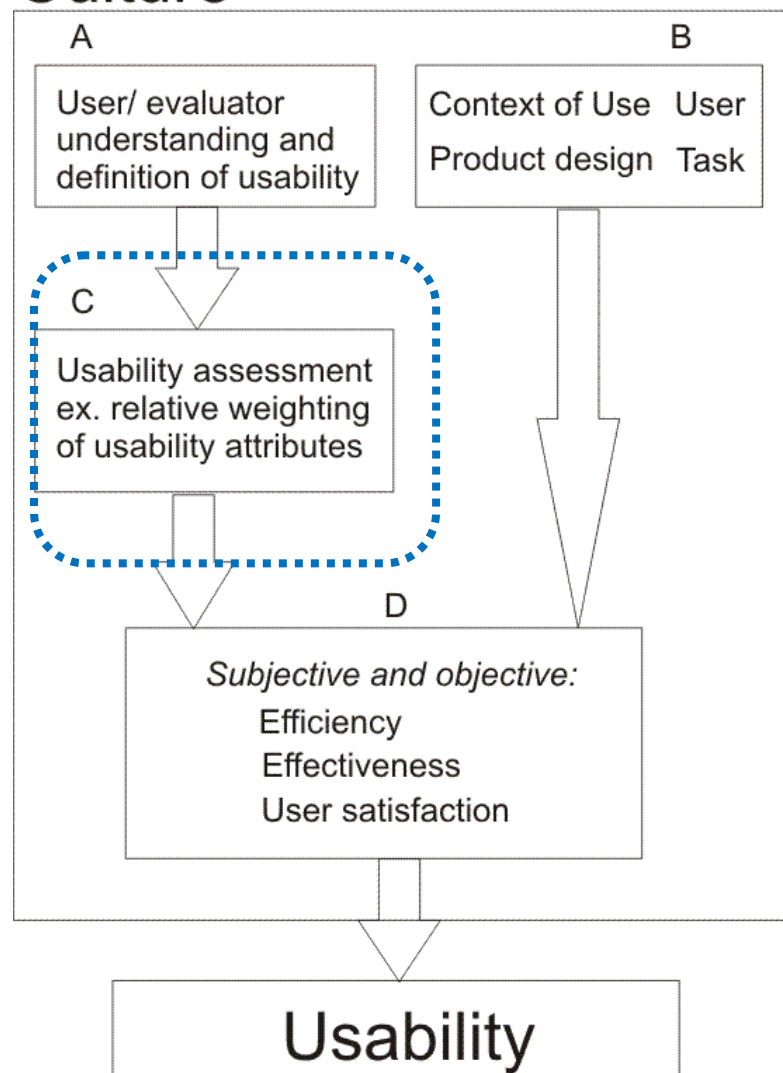 Culture
A
B
User/ evaluator
understanding and
definition of usability
Context of Use User
Product design Task
C
Usability assessment
ex. relative weighting
of usability attributes
D
Subjective and objective:
Efficiency
Effectiveness
User satisfaction
Usability